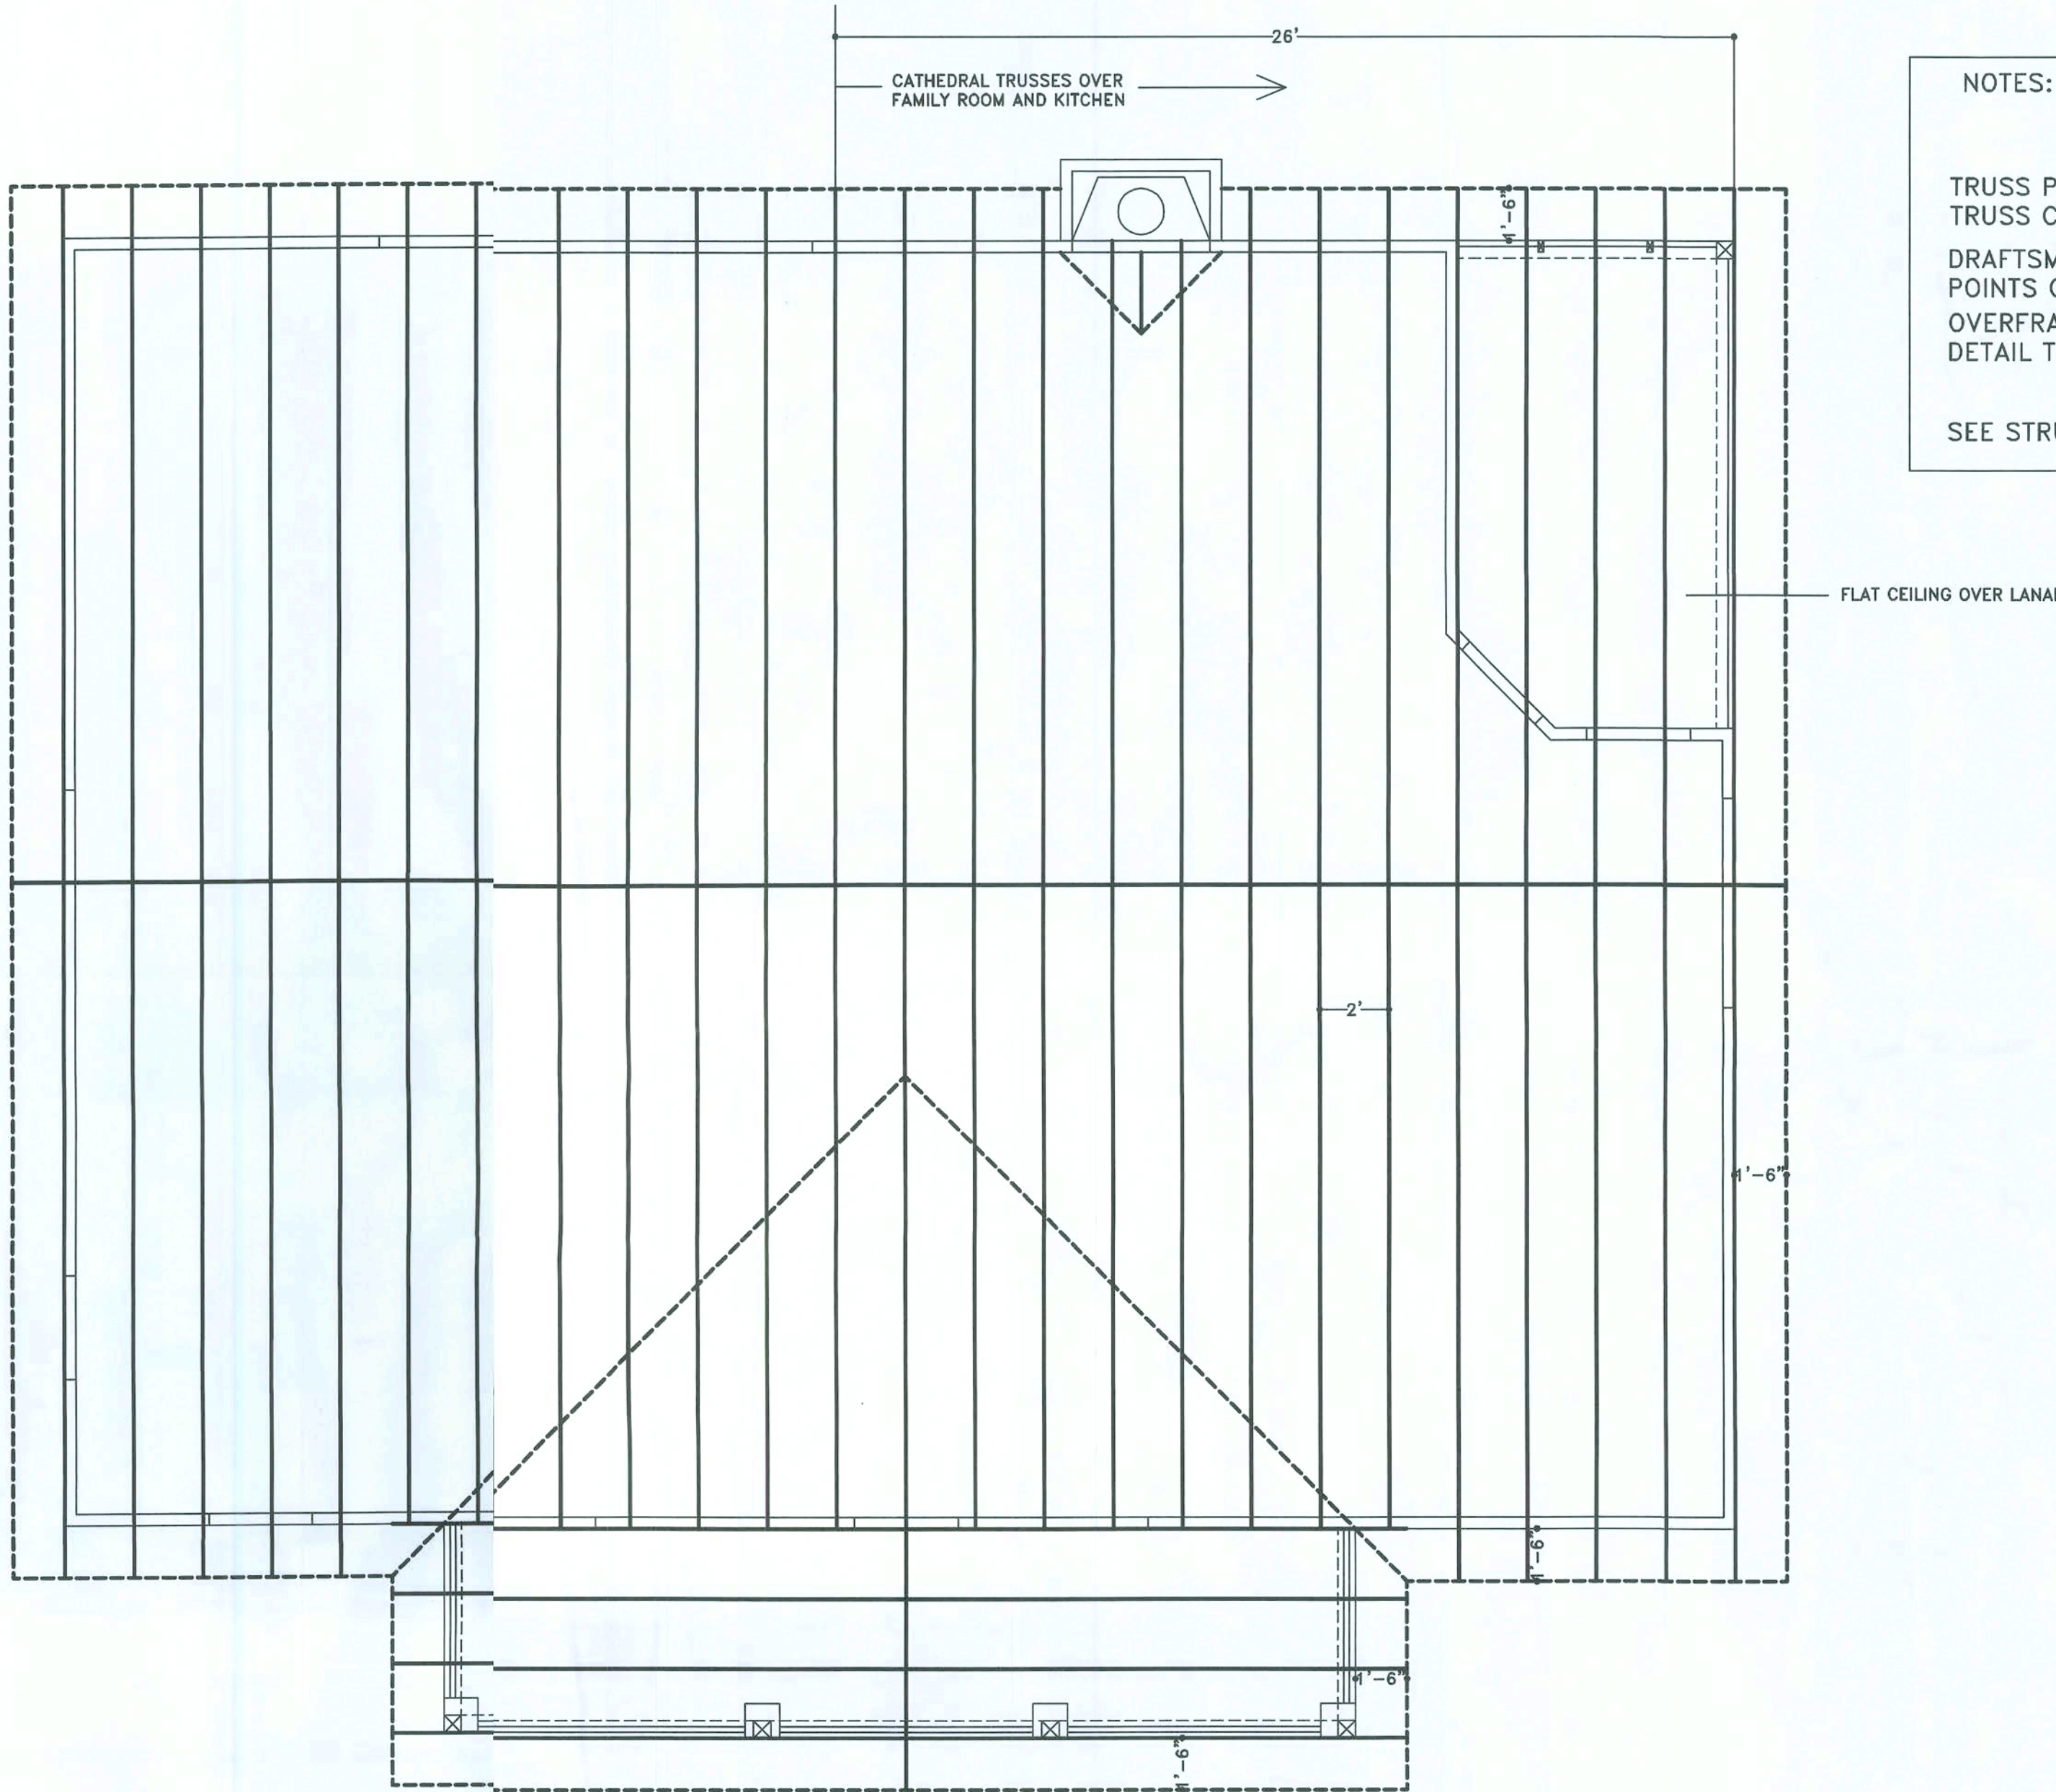 26'
CATHEDRAL TRUSSES OVER
FAMILY ROOM AND KITCHEN
NOTES:
TRUSS P
TRUSS C
DRAFTSM
POINTS O
OVERFRA
DETAIL T
SEE STRU
1'-6"
FLAT CEILING OVER LANAI
2'
1'-6"
1'-6"
1'-6"
1'-6"